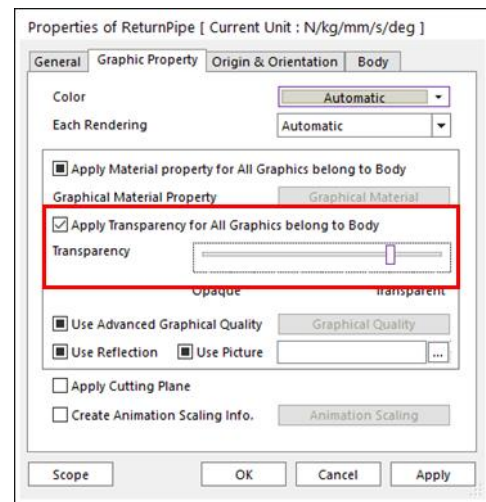 Properties of ReturnPipe [ Current Unit : N/kg/mm/s/deg ]
General Graphic Property Origin & Orientation Body
Color Automatic
Each Rendering Automatic
Apply Material property for All Graphics belong to Body
Graphical Material Property Graphical Material
Apply Transparency for All Graphics belong to Body
Transparency
Opaque Transparent
Use Advanced Graphical Quality Graphical Quality
Use Reflection Use Picture ...
Apply Cutting Plane
Create Animation Scaling Info. Animation Scaling
Scope OK Cancel Apply